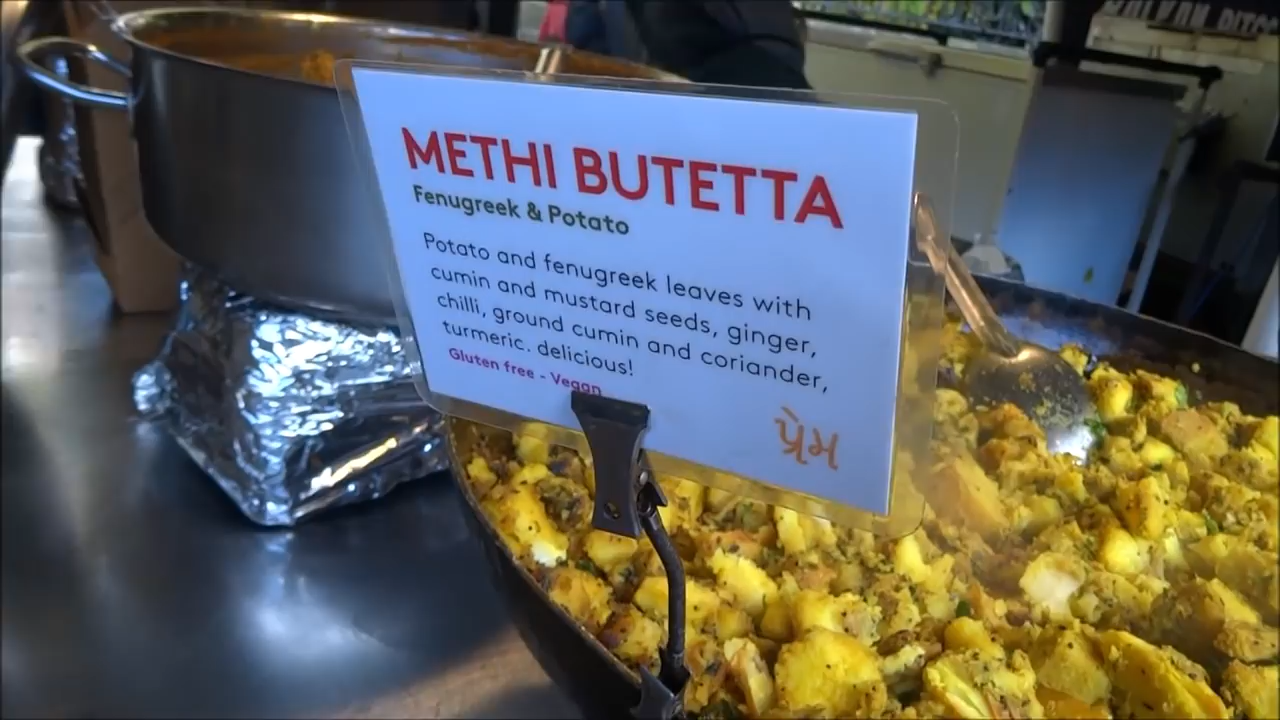 METHI BUTETTA
Fenugreek & Potato
Potato and fenugreek leaves with
cumin and mustard seeds, ginger,
chilli, ground cumin and coriander,
turmeric. delicious!
Gluten free - Vegan
પ્રેમ